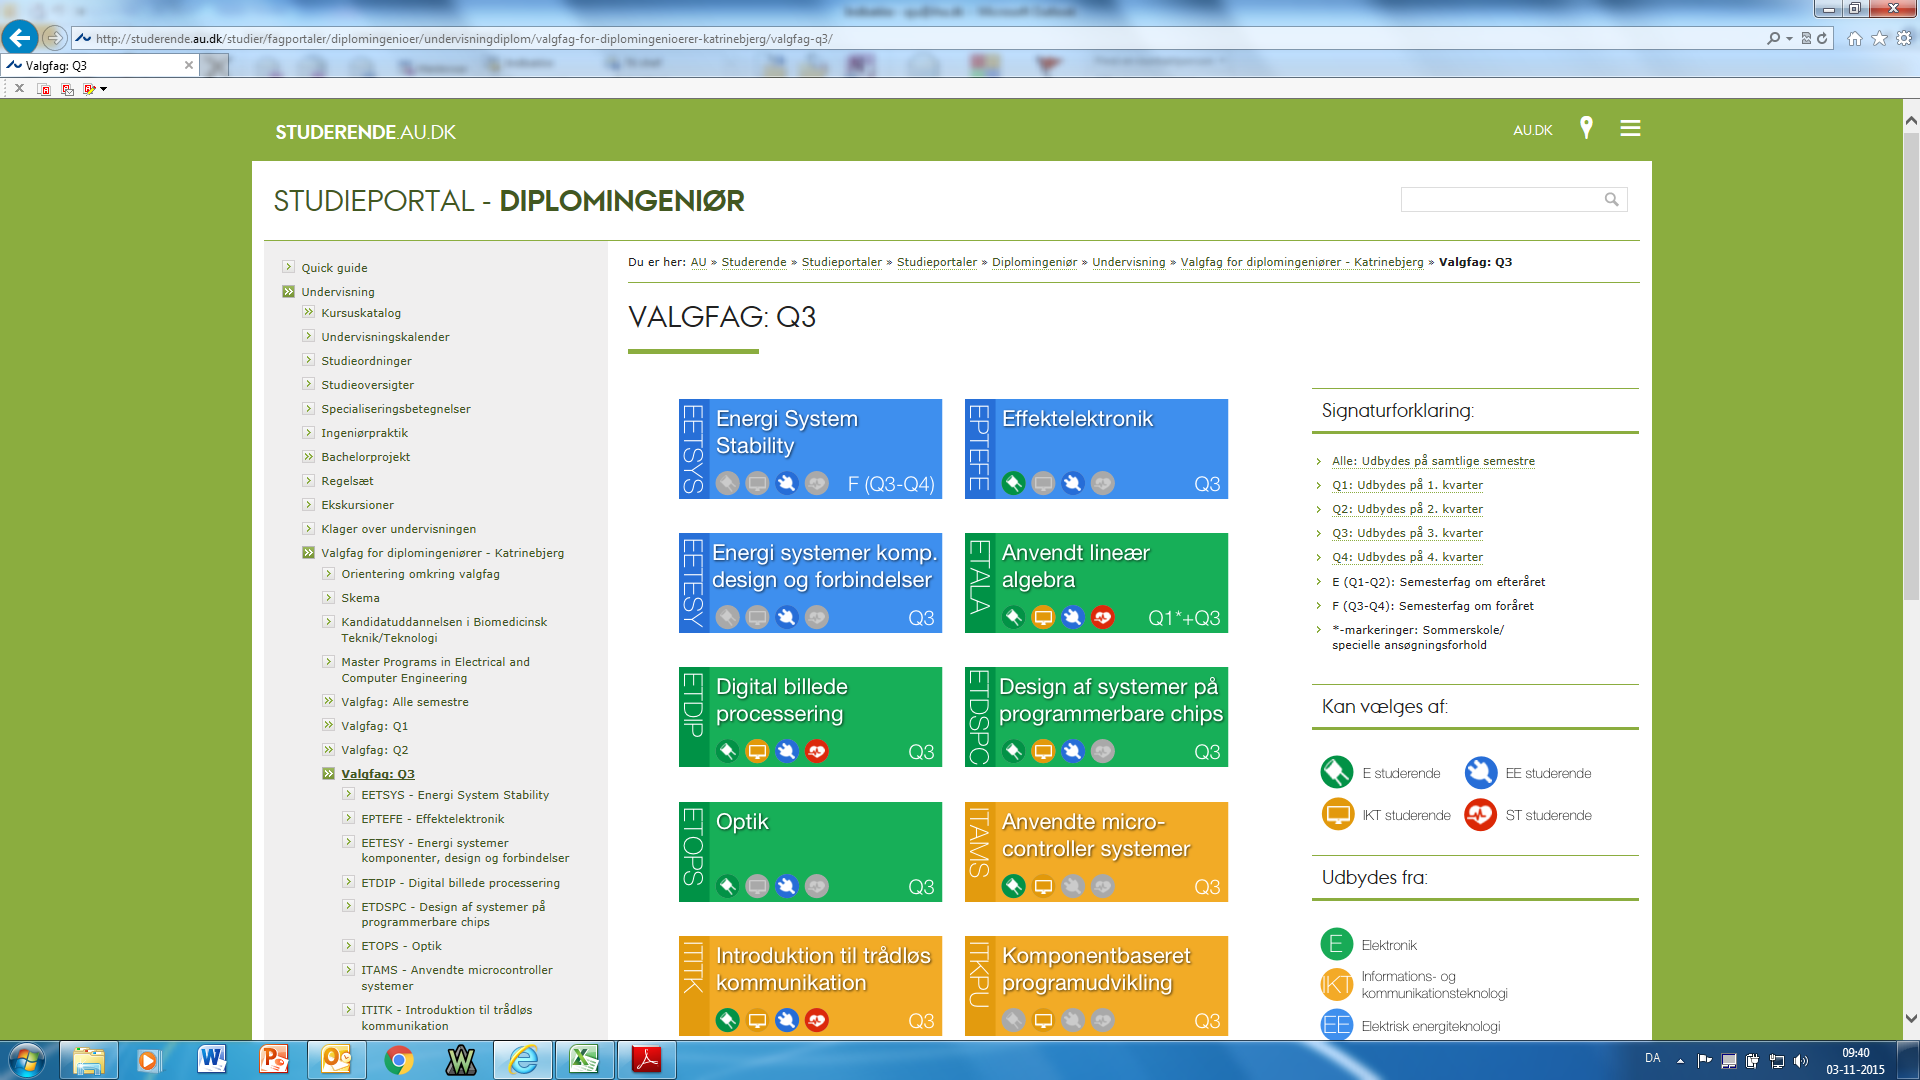 http://studerende.au.dk/studier/fagportaler/diplomingenioer/undervisningdiplom/valgfag-for-diplomingenioerer-katrinebjerg/valgfag-q3/
Valgfag: Q3
STUDERENDE.AU.DK
AU.DK
STUDIEPORTAL - DIPLOMINGENIØR
Quick guide
Undervisning
Kursuskatalog
Undervisningskalender
Studieordninger
Studieoversigter
Specialiseringsbetegnelser
Ingeniørpraktik
Bachelorprojekt
Regelsæt
Ekskursioner
Klager over undervisningen
Valgfag for diplomingeniører - Katrinebjerg
Orientering omkring valgfag
Skema
Kandidatuddannelsen i Biomedicinsk
Teknik/Teknologi
Master Programs in Electrical and
Computer Engineering
Valgfag: Alle semestre
Valgfag: Q1
Valgfag: Q2
Valgfag: Q3
EETSYS - Energi System Stability
EPTEFE - Effektelektronik
EETESY - Energi systemer
komponenter, design og forbindelser
ETDIP - Digital billede processering
ETDSPC - Design af systemer på
programmerbare chips
ETOPS - Optik
ITAMS - Anvendte microcontroller
systemer
ITITK - Introduktion til trådløs
kommunikation
Du er her: AU » Studerende » Studieportaler » Studieportaler » Diplomingeniør » Undervisning » Valgfag for diplomingeniører - Katrinebjerg » Valgfag: Q3
VALGFAG: Q3
EETSYS
Energi System
Stability
F (Q3-Q4)
EPTEFE
Effektelektronik
Q3
EETESY
Energi systemer komp.
design og forbindelser
Q3
ETALA
Anvendt lineær
algebra
Q1*+Q3
ETDIP
Digital billede
processering
Q3
ETDSPC
Design af systemer på
programmerbare chips
Q3
ETOPS
Optik
Q3
ITAMS
Anvendte micro-
controller systemer
Q3
ITITK
Introduktion til trådløs
kommunikation
Q3
ITKPU
Komponentbaseret
programudvikling
Q3
Signaturforklaring:
Alle: Udbydes på samtlige semestre
Q1: Udbydes på 1. kvarter
Q2: Udbydes på 2. kvarter
Q3: Udbydes på 3. kvarter
Q4: Udbydes på 4. kvarter
E (Q1-Q2): Semesterfag om efteråret
F (Q3-Q4): Semesterfag om foråret
*-markeringer: Sommerskole/
specielle ansøgningsforhold
Kan vælges af:
E studerende
EE studerende
IKT studerende
ST studerende
Udbydes fra:
E
Elektronik
IKT
Informations- og
kommunikationsteknologi
EE
Elektrisk energiteknologi
DA
09:40
03-11-2015